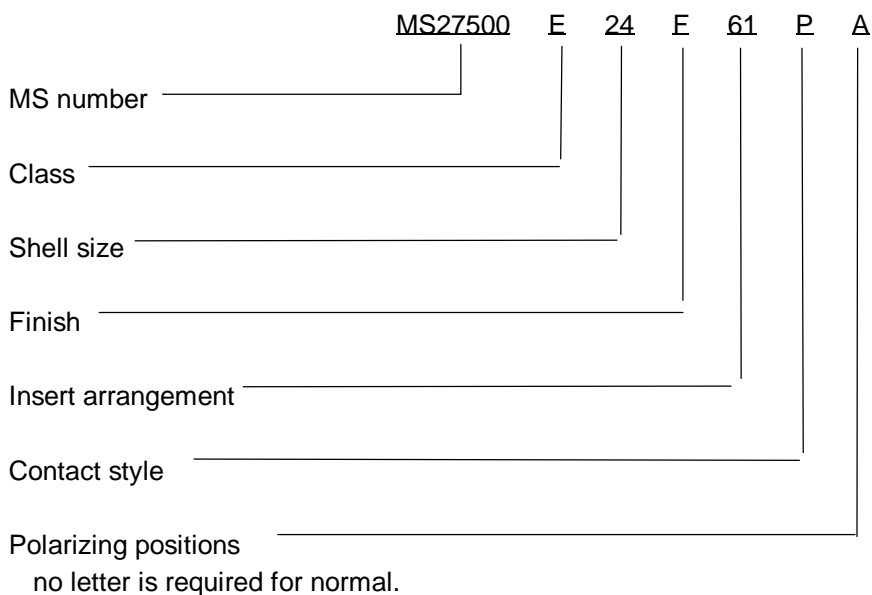 MS27500 E 24 F 61 P A
MS number
Class
Shell size
Finish
Insert arrangement
Contact style
Polarizing positions
no letter is required for normal.